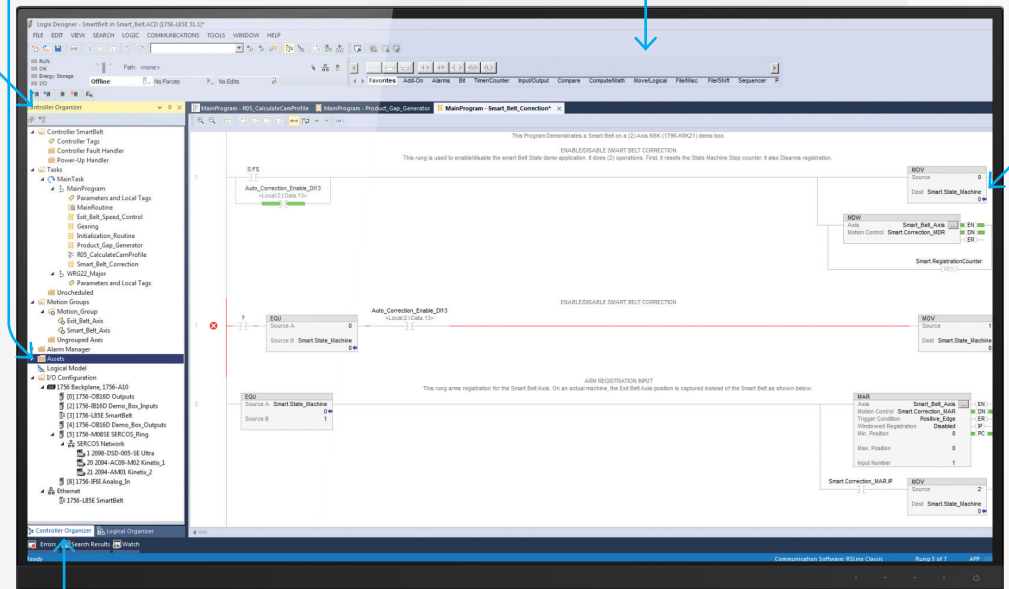 Logix Designer - SmartBelt in Smart_Belt.ACD [1756-L85E 31.1]*
FILE EDIT VIEW SEARCH LOGIC COMMUNICATIONS TOOLS WINDOW HELP
RUN
OK
Energy Storage
I/O
Path: <none>
Offline
No Forces
No Edits
Favorites Add-On Alarms Bit Timer/Counter Input/Output Compare Compute/Math Move/Logical File/Misc. File/Shift Sequencer
Controller Organizer
MainProgram - R05_CalculateCamProfile
MainProgram - Product_Gap_Generator
MainProgram - Smart_Belt_Correction*
Controller SmartBelt
Controller Tags
Controller Fault Handler
Power-Up Handler
Tasks
MainTask
MainProgram
Parameters and Local Tags
MainRoutine
Exit_Belt_Speed_Control
Gearing
Initialization_Routine
Product_Gap_Generator
R05_CalculateCamProfile
Smart_Belt_Correction
WRG22_Major
Parameters and Local Tags
Unscheduled
Motion Groups
Motion_Group
Exit_Belt_Axis
Smart_Belt_Axis
Ungrouped Axes
Alarm Manager
Assets
Logical Model
I/O Configuration
1756 Backplane, 1756-A10
[0] 1756-OB16D Outputs
[2] 1756-IB16D Demo_Box_Inputs
[3] 1756-L85E SmartBelt
[4] 1756-OB16D Demo_Box_Outputs
[5] 1756-M08SE SERCOS_Ring
SERCOS Network
1 2098-DSD-005-SE Ultra
20 2094-AC09-M02 Kinetix_1
21 2094-AM01 Kinetix_2
[8] 1756-IF6I Analog_In
Ethernet
1756-L85E SmartBelt
Controller Organizer
Logical Organizer
This Program Demonstrates a Smart Belt on a (2) Axis K6K (1796-K6K21) demo box.
ENABLE/DISABLE SMART BELT CORRECTION
This rung is used to enable/disable the smart Belt State demo application. It does (2) operations. First, it resets the State Machine Step counter. It also Disarms registration.
0
S:FS
Auto_Correction_Enable_DI13
<Local:2:I.Data.13>
MOV
Source 0
Dest Smart.State_Machine
0
MDW
Axis Smart_Belt_Axis
Motion Control Smart.Correction_MDR
EN
DN
ER
Smart.RegistrationCounter
RES
ENABLE/DISABLE SMART BELT CORRECTION
1
?
EQU
Source A 0
Source B Smart.State_Machine
0
Auto_Correction_Enable_DI13
<Local:2:I.Data.13>
MOV
Source 1
Dest Smart.State_Machine
0
ARM REGISTRATION INPUT
This rung arms registration for the Smart Belt Axis. On an actual machine, the Exit Belt Axis position is captured instead of the Smart Belt as shown below.
2
EQU
Source A Smart.State_Machine
0
Source B 1
MAR
Axis Smart_Belt_Axis
Motion Control Smart.Correction_MAR
Trigger Condition Positive_Edge
Windowed Registration Disabled
Min. Position 0
Max. Position 0
Input Number 1
EN
DN
ER
IP
PC
Smart.Correction_MAR.IP
MOV
Source 2
Dest Smart.State_Machine
0
Errors
Search Results
Watch
Ready
Communication Software: RSLinx Classic
Rung 5 of 7
APP